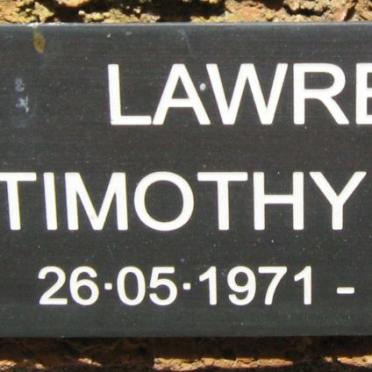 LAWRE
TIMOTHY
26·05·1971 -